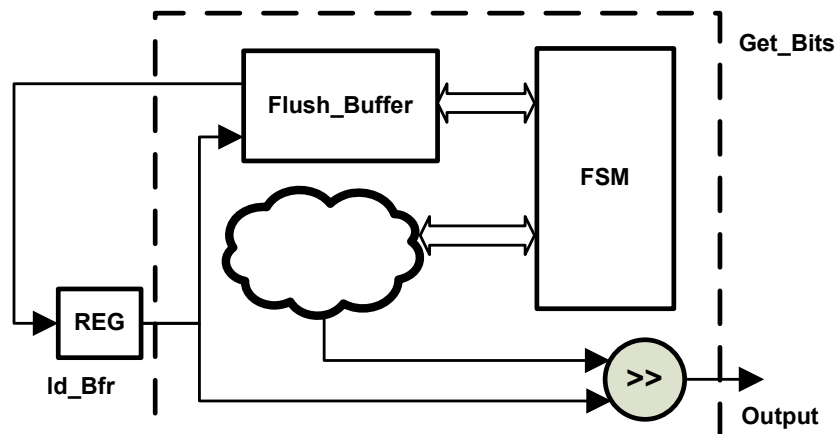 Get_Bits
Flush_Buffer
FSM
REG
ld_Bfr
>>
Output